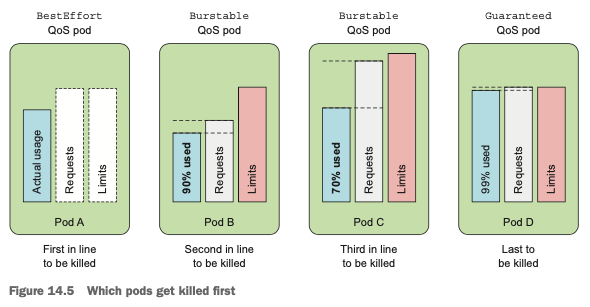 BestEffort
QoS pod
Burstable
QoS pod
Burstable
QoS pod
Guaranteed
QoS pod
Actual usage
Requests
Limits
Pod A
90% used
Requests
Limits
Pod B
70% used
Requests
Limits
Pod C
99% used
Requests
Limits
Pod D
First in line
to be killed
Second in line
to be killed
Third in line
to be killed
Last to
be killed
Figure 14.5 Which pods get killed first